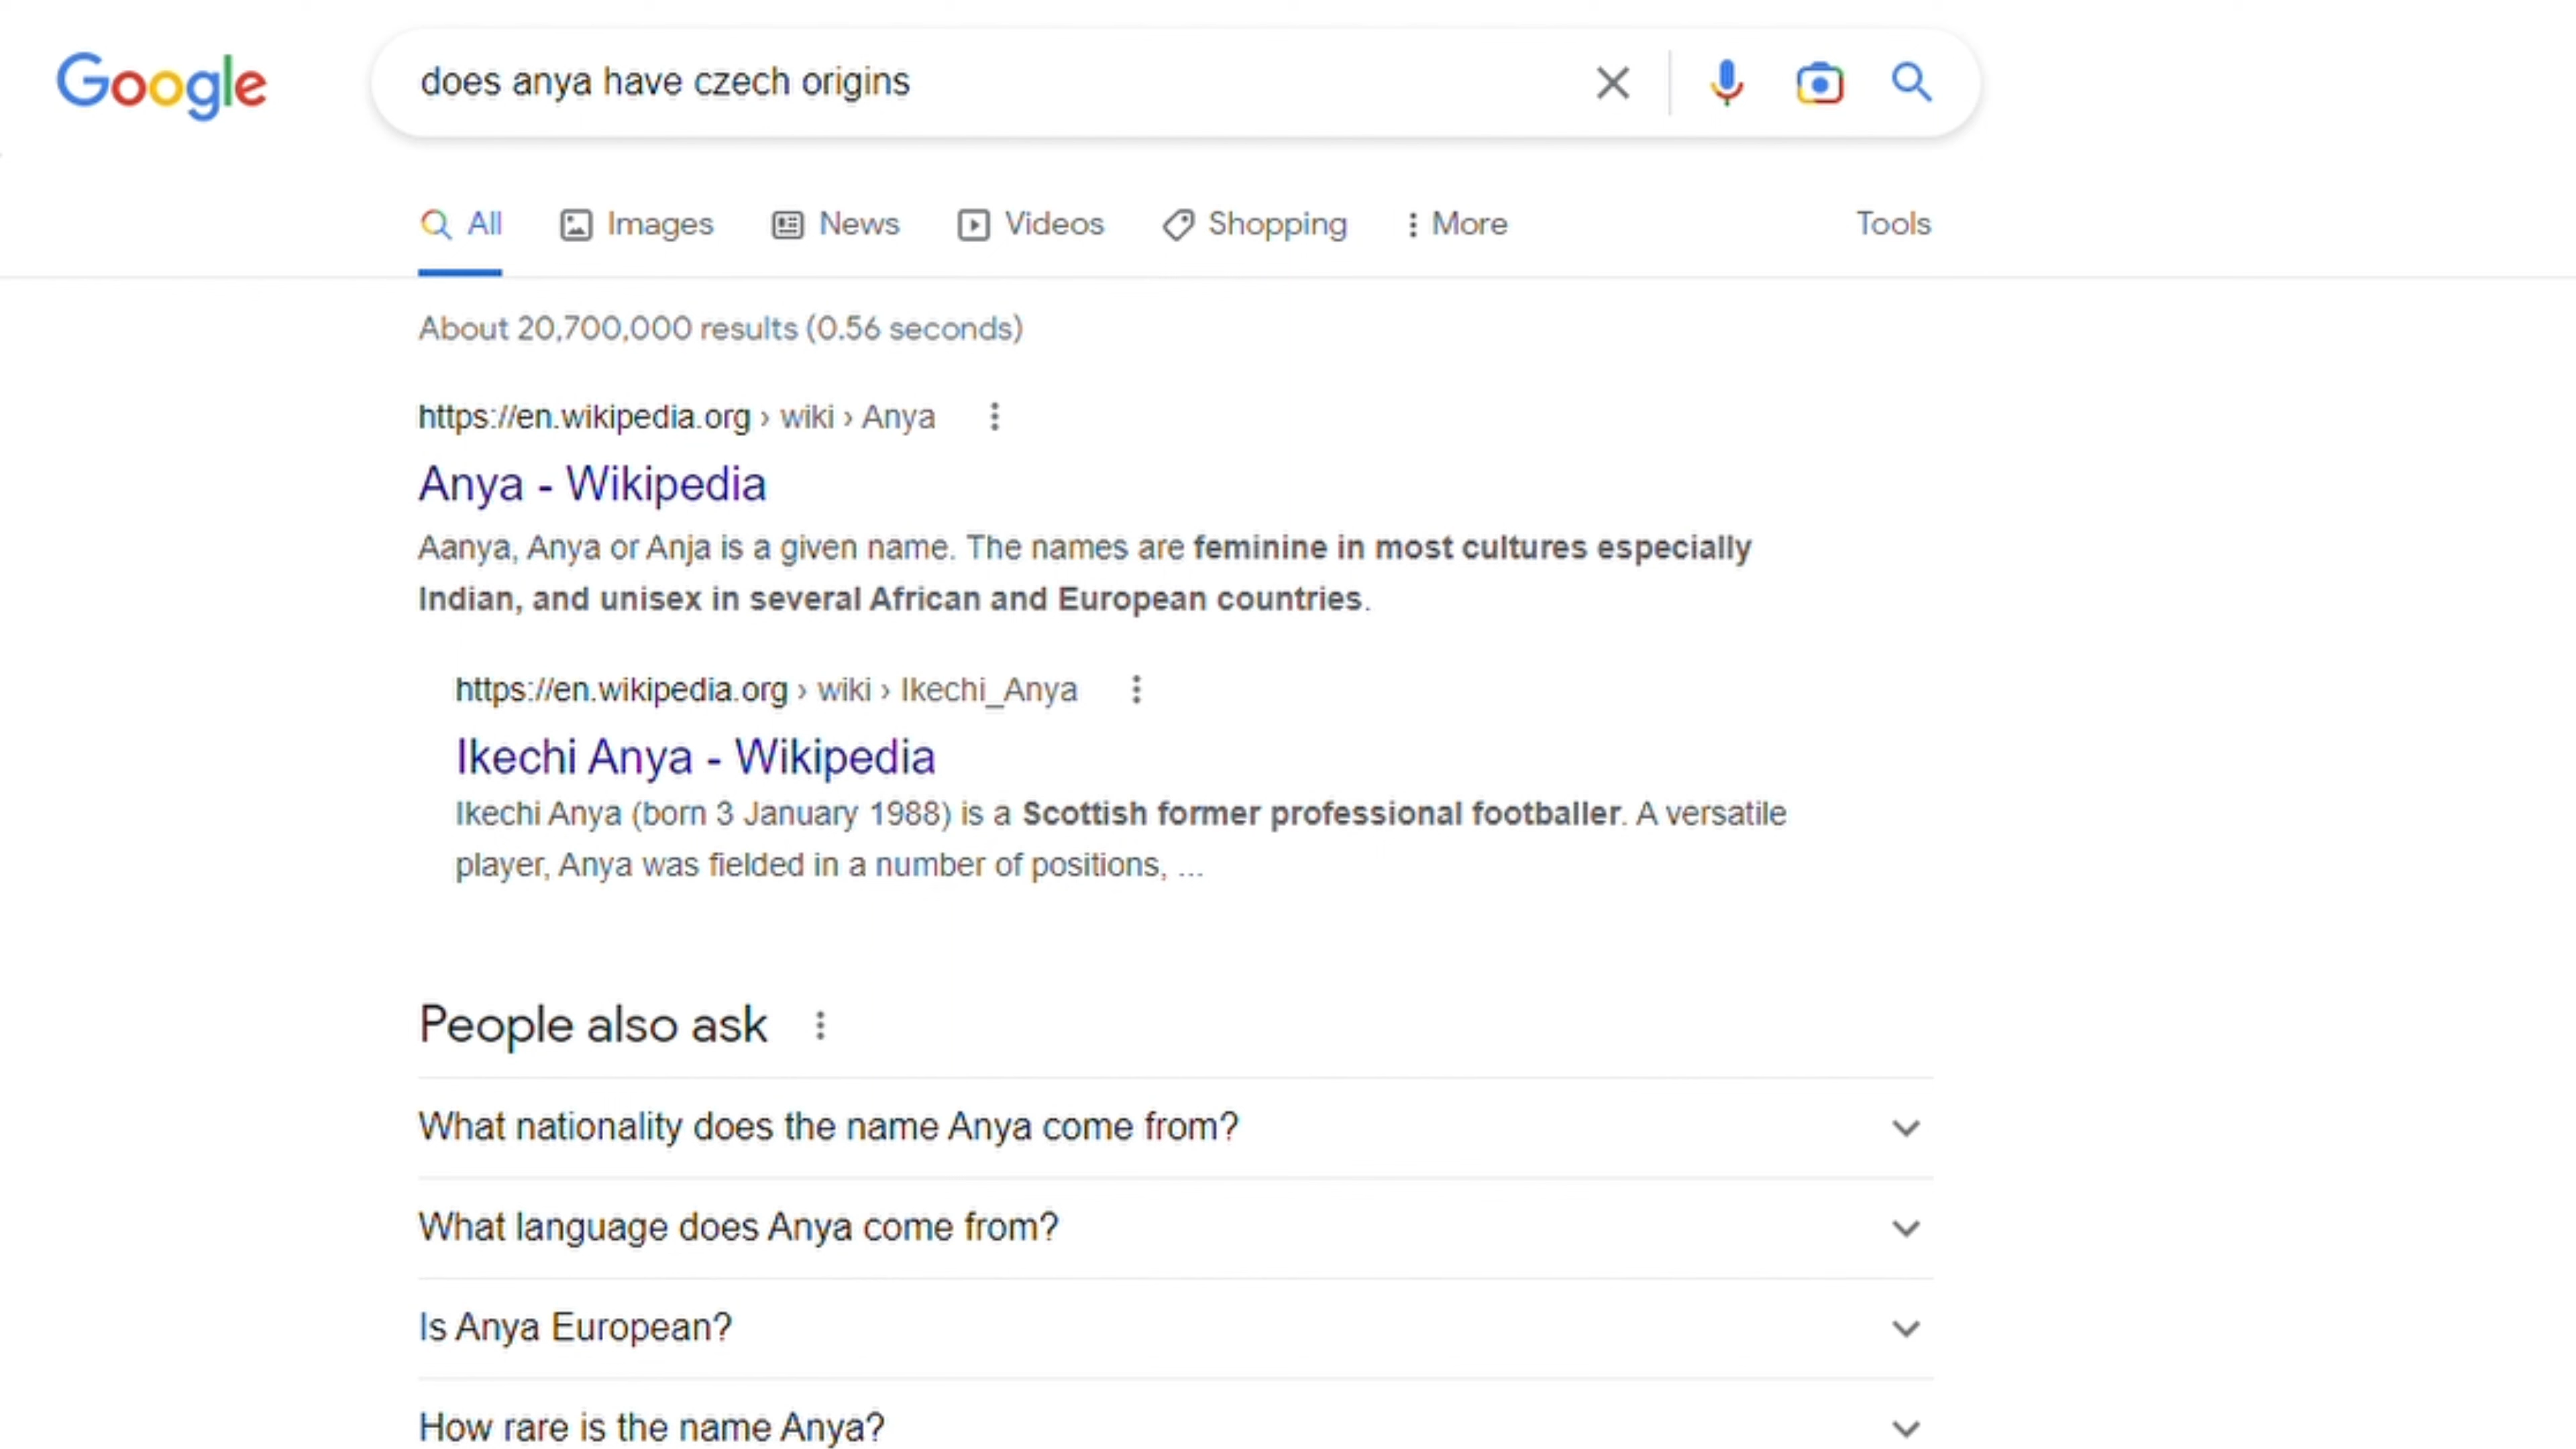 Google
does anya have czech origins
All Images News Videos Shopping More Tools
About 20,700,000 results (0.56 seconds)
https://en.wikipedia.org › wiki › Anya
Anya - Wikipedia
Aanya, Anya or Anja is a given name. The names are feminine in most cultures especially
Indian, and unisex in several African and European countries.
https://en.wikipedia.org › wiki › Ikechi_Anya
Ikechi Anya - Wikipedia
Ikechi Anya (born 3 January 1988) is a Scottish former professional footballer. A versatile
player, Anya was fielded in a number of positions, ...
People also ask
What nationality does the name Anya come from?
What language does Anya come from?
Is Anya European?
How rare is the name Anya?